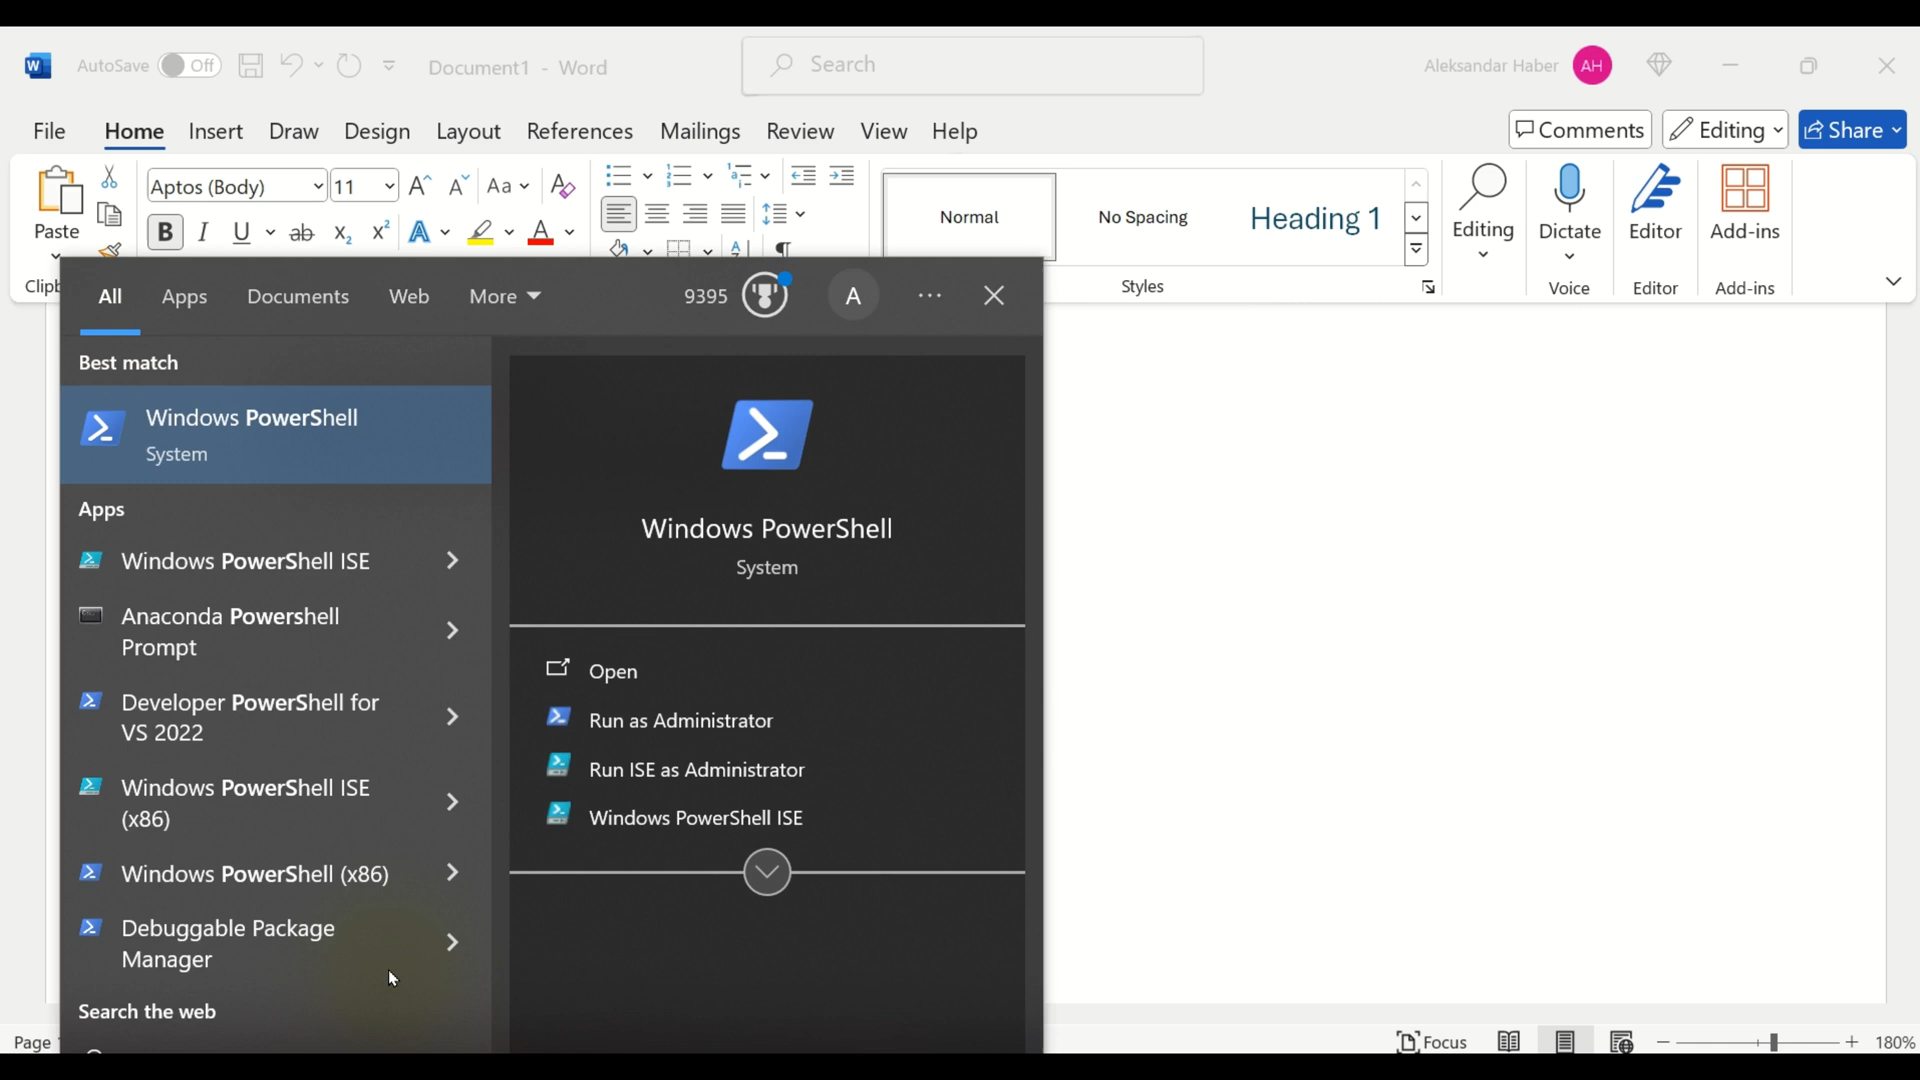 AutoSave Off Document1 - Word Search Aleksandar Haber AH
File Home Insert Draw Design Layout References Mailings Review View Help Comments Editing Share
Aptos (Body) 11 Aa
B I U ab x2 x2 A A
Normal No Spacing Heading 1
Paste Editing Dictate Editor Add-ins
Clipb Styles Voice Editor Add-ins
All Apps Documents Web More 9395 A
Best match
Windows PowerShell
System
Apps
Windows PowerShell ISE
Anaconda Powershell
Prompt
Developer PowerShell for
VS 2022
Windows PowerShell ISE
(x86)
Windows PowerShell (x86)
Debuggable Package
Manager
Search the web
Windows PowerShell
System
Open
Run as Administrator
Run ISE as Administrator
Windows PowerShell ISE
Page Focus 180%